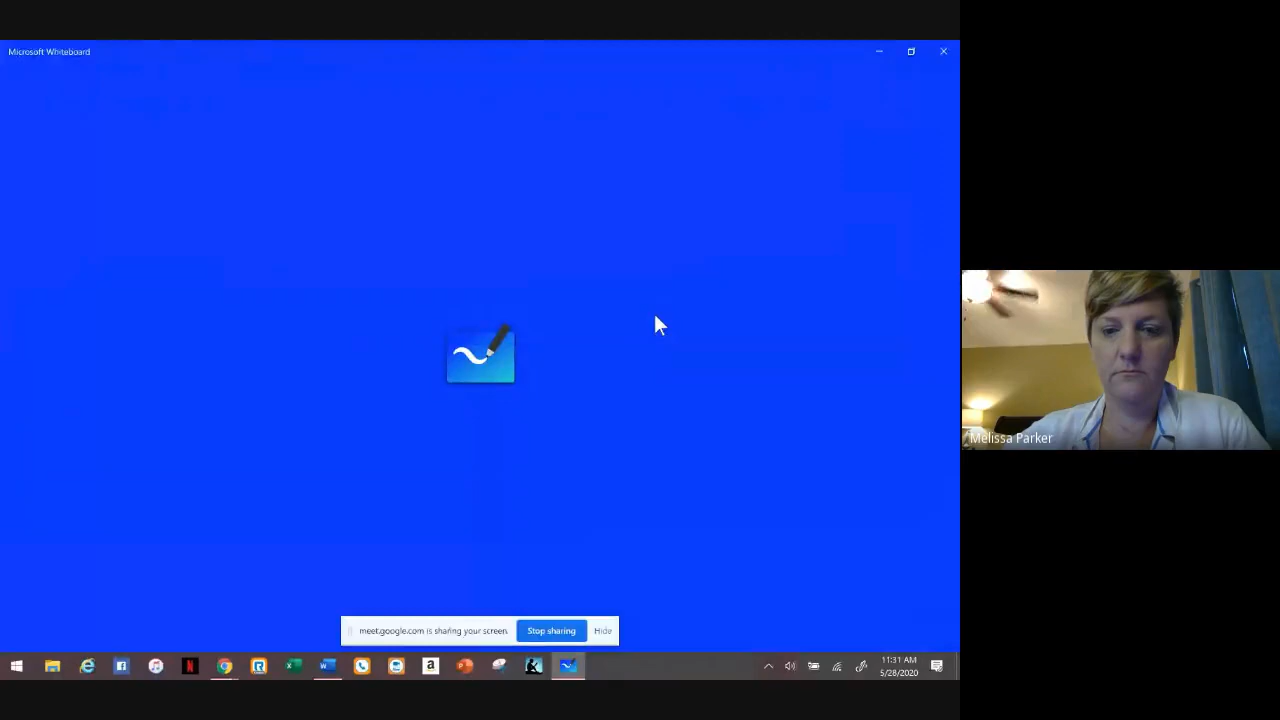 Microsoft Whiteboard
Melissa Parker
meet.google.com is sharing your screen.
Stop sharing
Hide
11:31 AM
5/28/2020